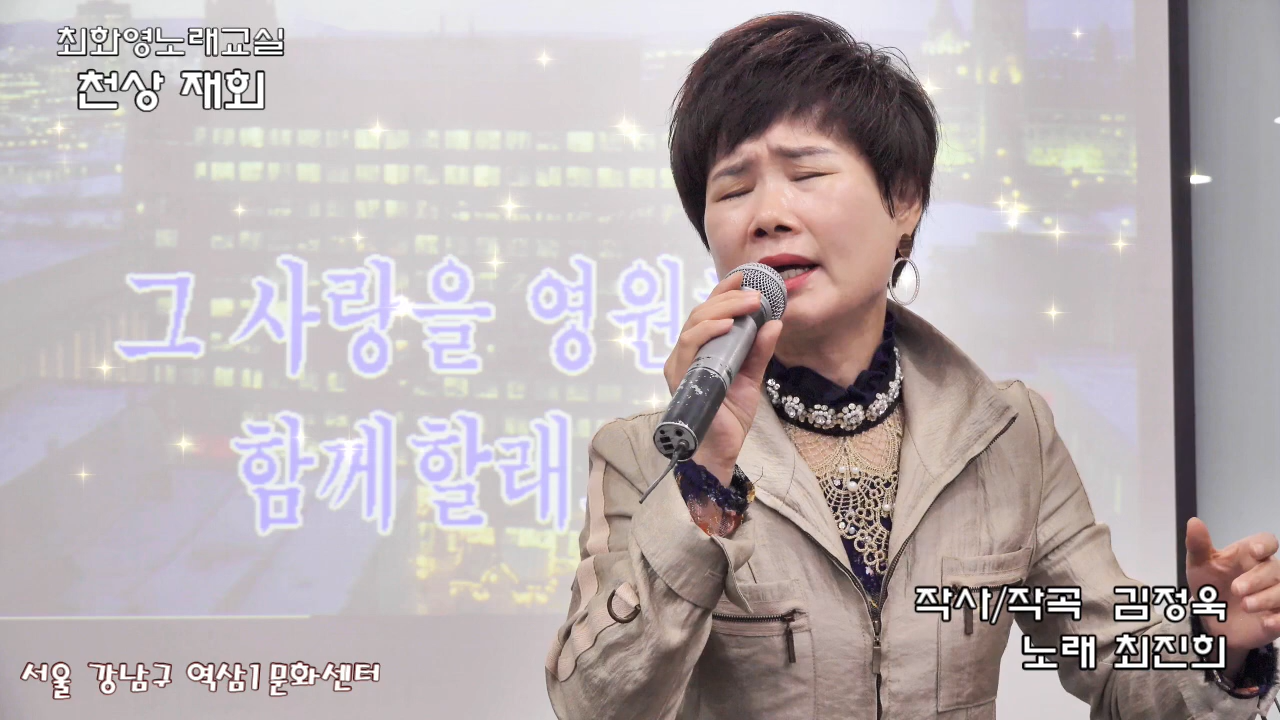 최화영노래교실
천상 재회
그 사랑을 영원
함께할래
작사/작곡 김정욱
노래 최진희
서울 강남구 역삼1문화센터